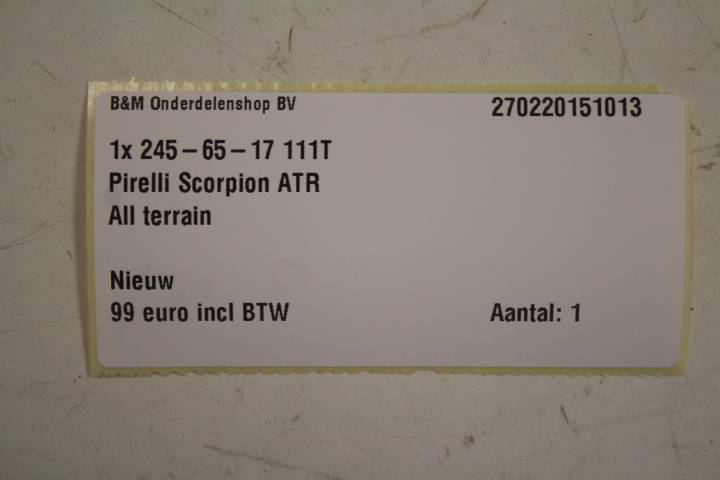 B&M Onderdelenshop BV 270220151013
1x 245-65-17 111T
Pirelli Scorpion ATR
All terrain
Nieuw
99 euro incl BTW Aantal: 1